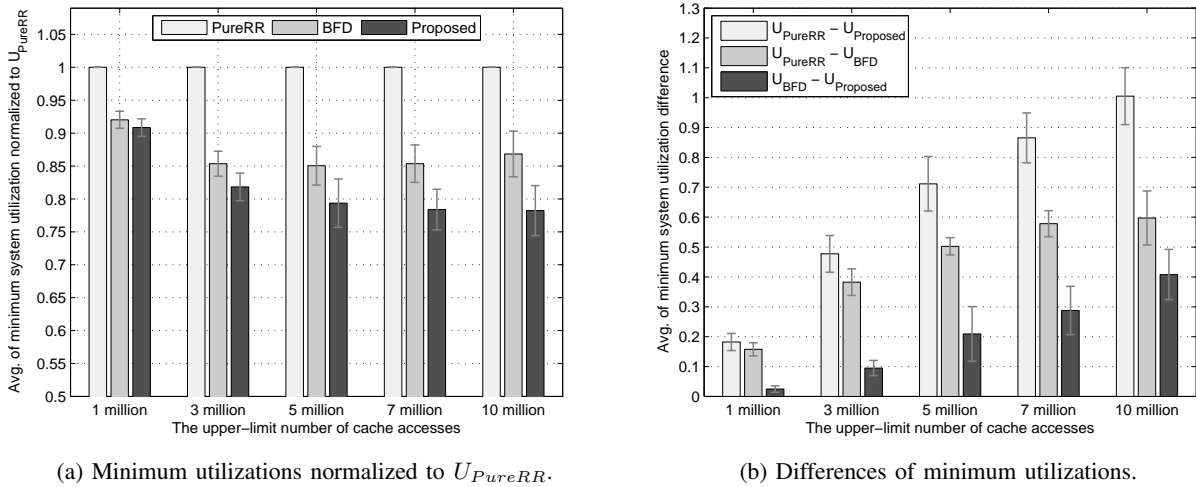 Avg. of minimum system utilization normalized to U_PureRR
1.05
1
0.95
0.9
0.85
0.8
0.75
0.7
0.65
0.6
0.55
0.5
PureRR BFD Proposed
1 million 3 million 5 million 7 million 10 million
The upper−limit number of cache accesses
(a) Minimum utilizations normalized to U_PureRR.
Avg. of minimum system utilization difference
1.3
1.2
1.1
1
0.9
0.8
0.7
0.6
0.5
0.4
0.3
0.2
0.1
0
U_PureRR − U_Proposed
U_PureRR − U_BFD
U_BFD − U_Proposed
1 million 3 million 5 million 7 million 10 million
The upper−limit number of cache accesses
(b) Differences of minimum utilizations.